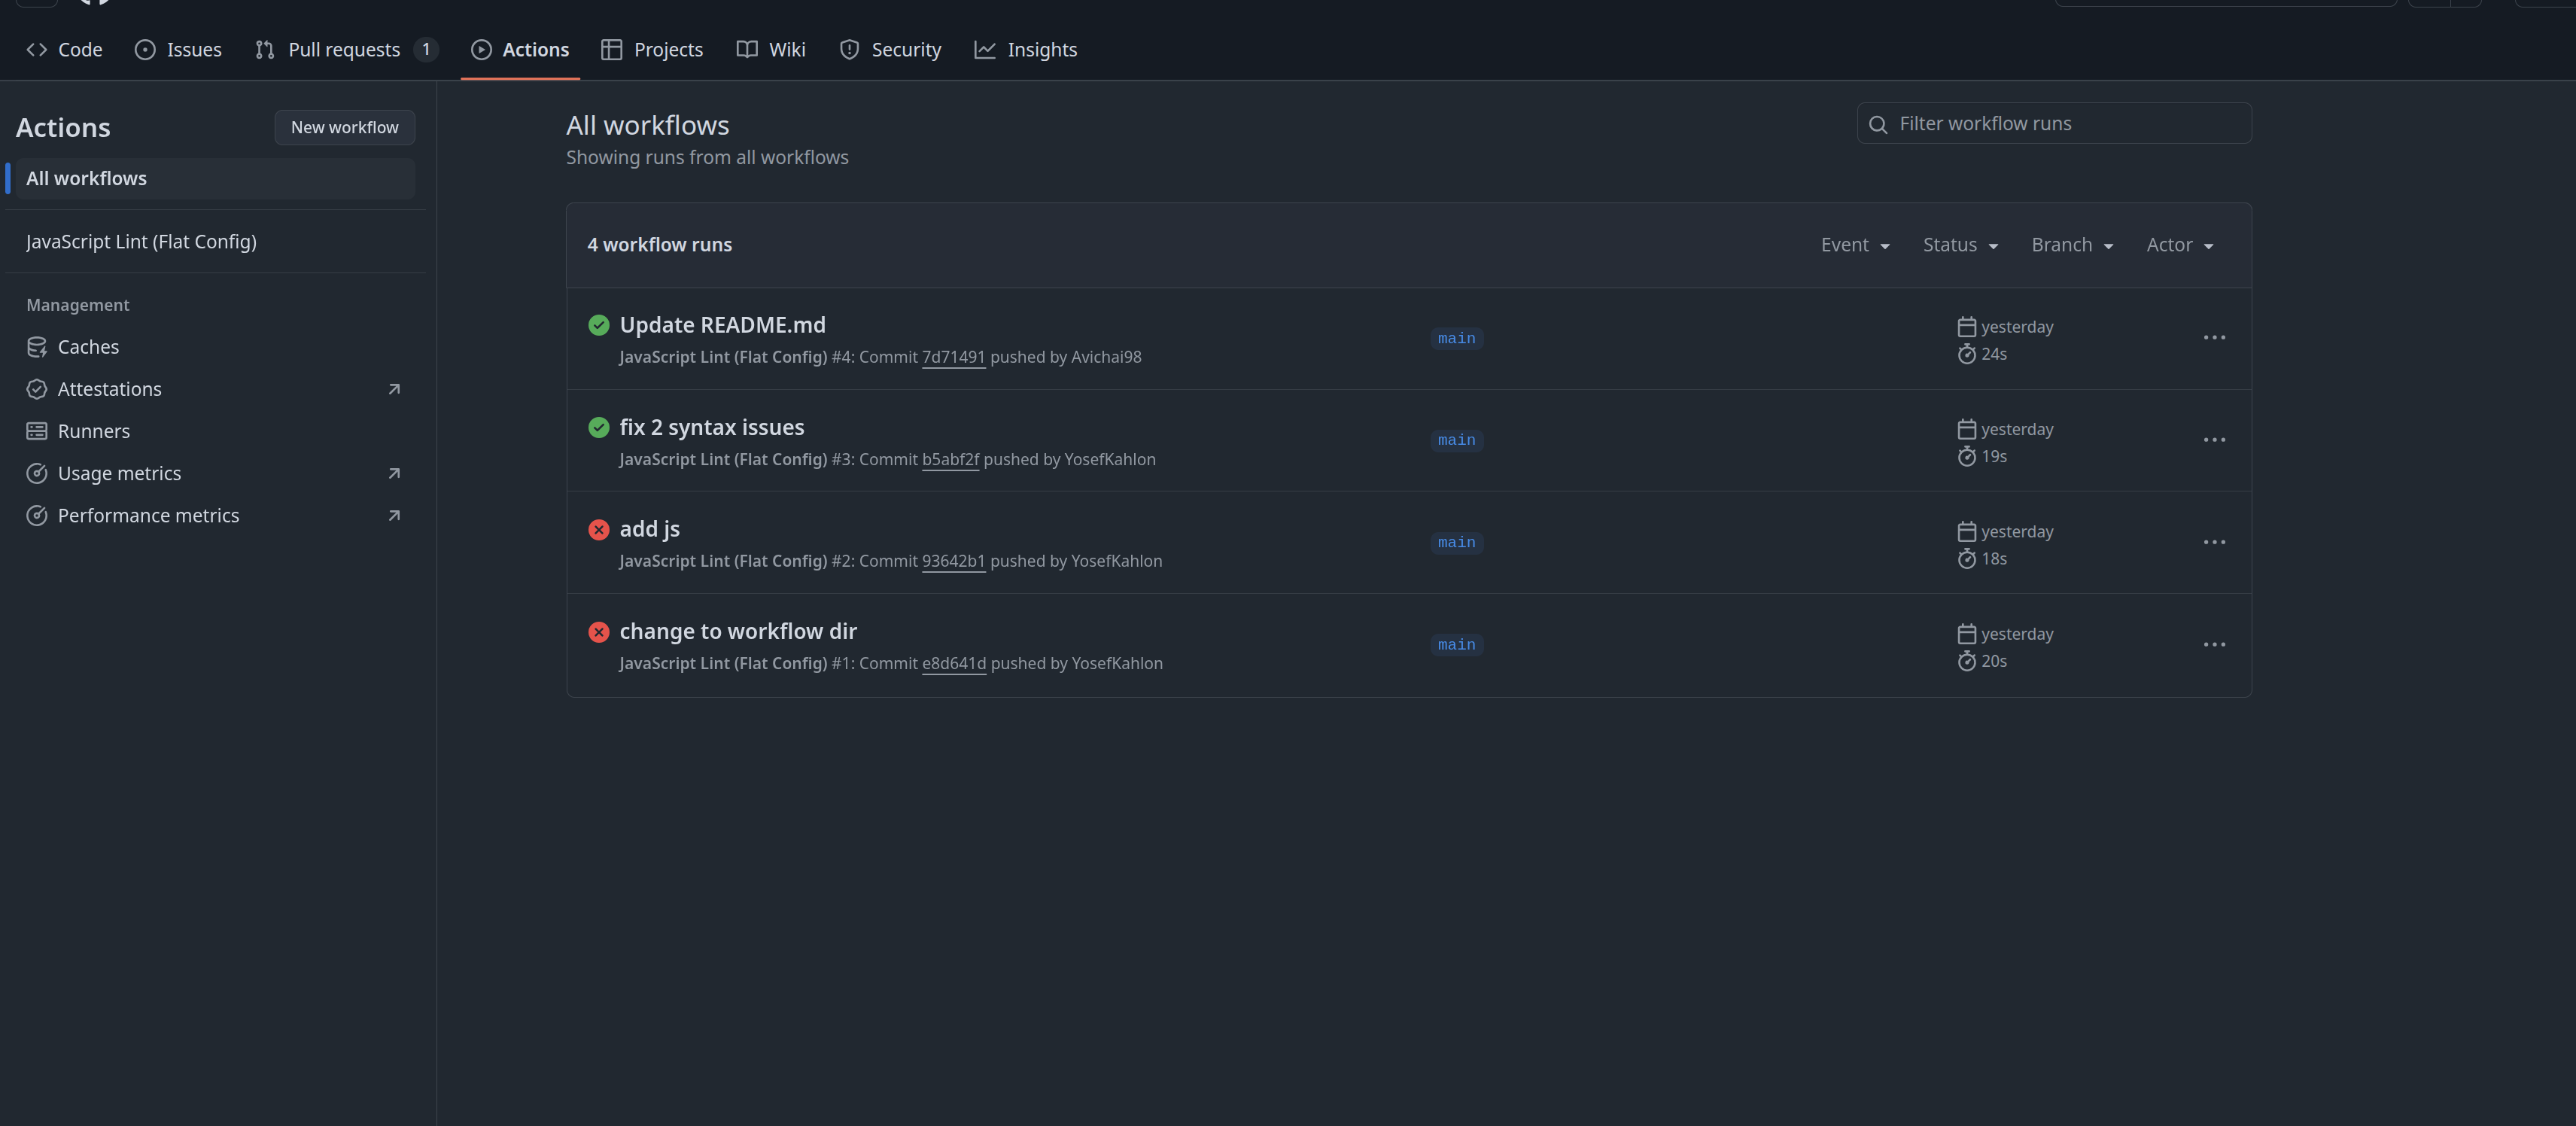 Code Issues Pull requests 1 Actions Projects Wiki Security Insights
Actions New workflow
All workflows
JavaScript Lint (Flat Config)
Management
Caches
Attestations
Runners
Usage metrics
Performance metrics
All workflows
Showing runs from all workflows
Filter workflow runs
4 workflow runs Event Status Branch Actor
Update README.md
JavaScript Lint (Flat Config) #4: Commit 7d71491 pushed by Avichai98
main
yesterday
24s
fix 2 syntax issues
JavaScript Lint (Flat Config) #3: Commit b5abf2f pushed by YosefKahlon
main
yesterday
19s
add js
JavaScript Lint (Flat Config) #2: Commit 93642b1 pushed by YosefKahlon
main
yesterday
18s
change to workflow dir
JavaScript Lint (Flat Config) #1: Commit e8d641d pushed by YosefKahlon
main
yesterday
20s